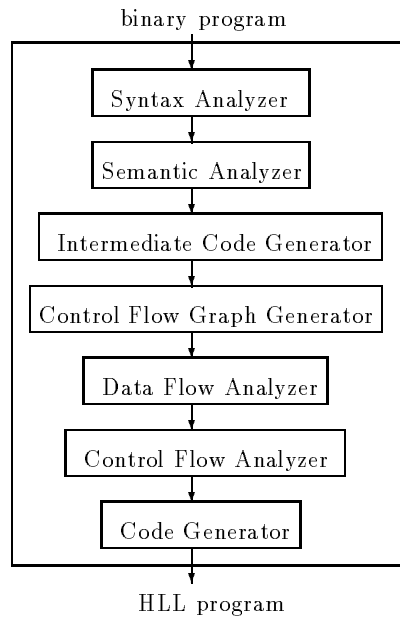 binary program
Syntax Analyzer
Semantic Analyzer
Intermediate Code Generator
Control Flow Graph Generator
Data Flow Analyzer
Control Flow Analyzer
Code Generator
HLL program